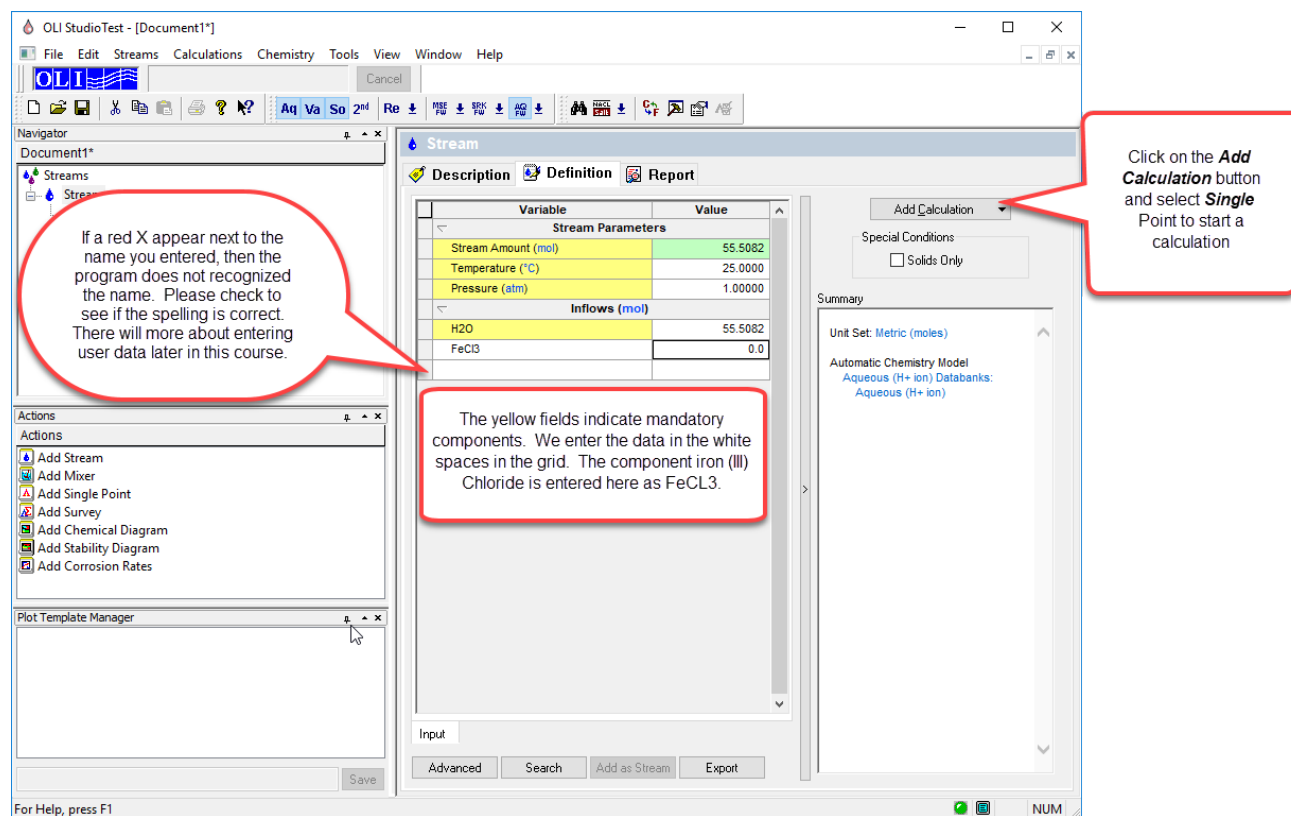 OLI StudioTest - [Document1*]
File Edit Streams Calculations Chemistry Tools View Window Help
OLI
Cancel
Aq Va So 2nd Re MSE FW SRK FW AQ FW
Navigator
Document1*
Streams
Stream
If a red X appear next to the
name you entered, then the
program does not recognized
the name. Please check to
see if the spelling is correct.
There will more about entering
user data later in this course.
Actions
Actions
Add Stream
Add Mixer
Add Single Point
Add Survey
Add Chemical Diagram
Add Stability Diagram
Add Corrosion Rates
Plot Template Manager
Save
Stream
Description Definition Report
Variable Value
Stream Parameters
Stream Amount (mol) 55.5082
Temperature (°C) 25.0000
Pressure (atm) 1.00000
Inflows (mol)
H2O 55.5082
FeCl3 0.0
The yellow fields indicate mandatory
components. We enter the data in the white
spaces in the grid. The component iron (III)
Chloride is entered here as FeCL3.
Input
Advanced Search Add as Stream Export
Add Calculation
Special Conditions
Solids Only
Summary
Unit Set: Metric (moles)
Automatic Chemistry Model
Aqueous (H+ ion) Databanks:
Aqueous (H+ ion)
Click on the Add
Calculation button
and select Single
Point to start a
calculation
For Help, press F1
NUM